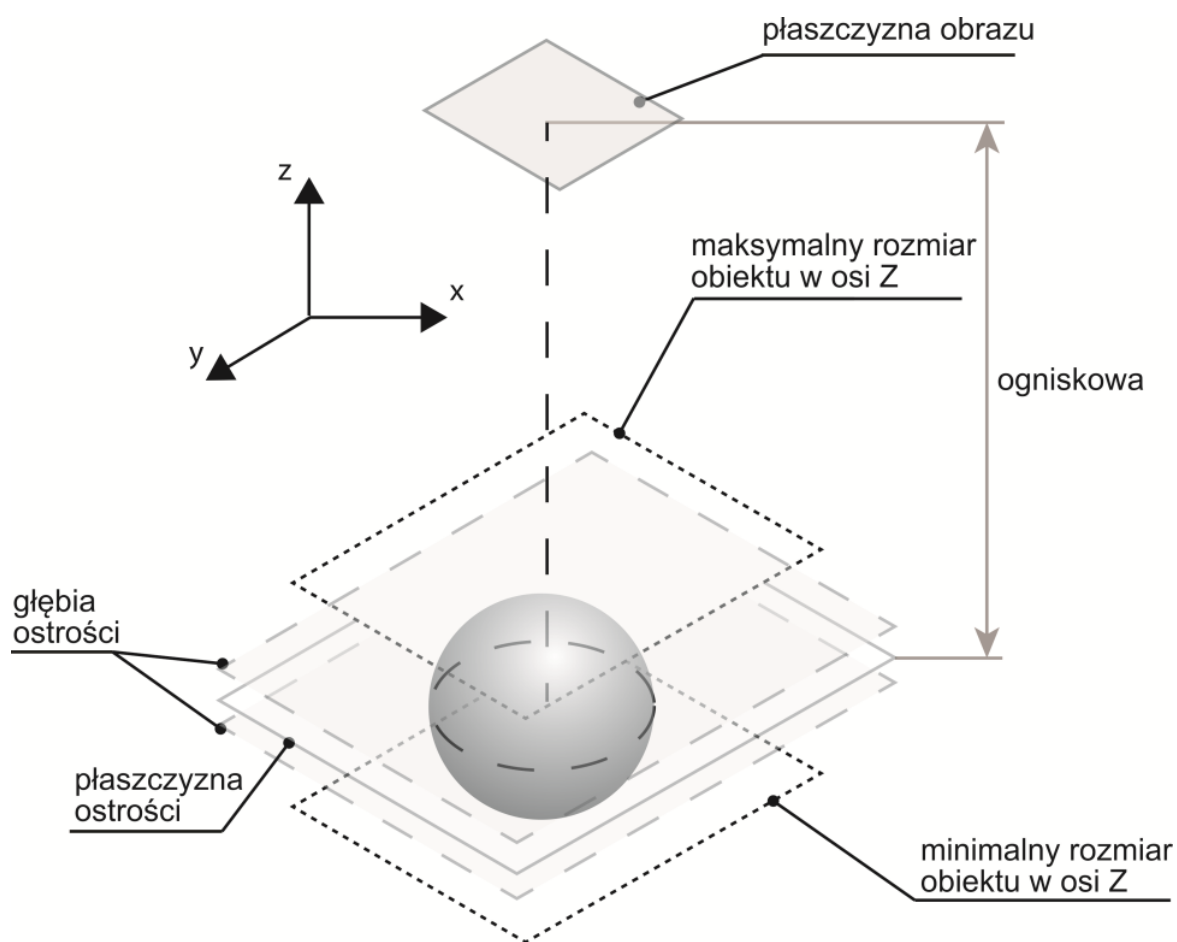 płaszczyzna obrazu
z
x
y
maksymalny rozmiar
obiektu w osi Z
ogniskowa
głębia
ostrości
płaszczyzna
ostrości
minimalny rozmiar
obiektu w osi Z